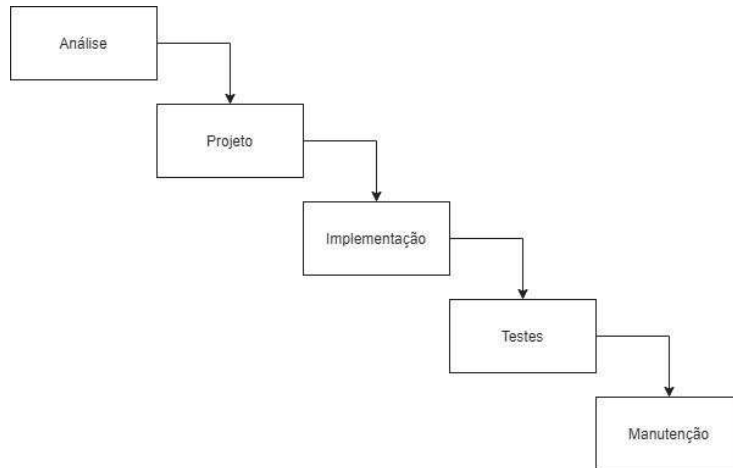 Análise
Projeto
Implementação
Testes
Manutenção